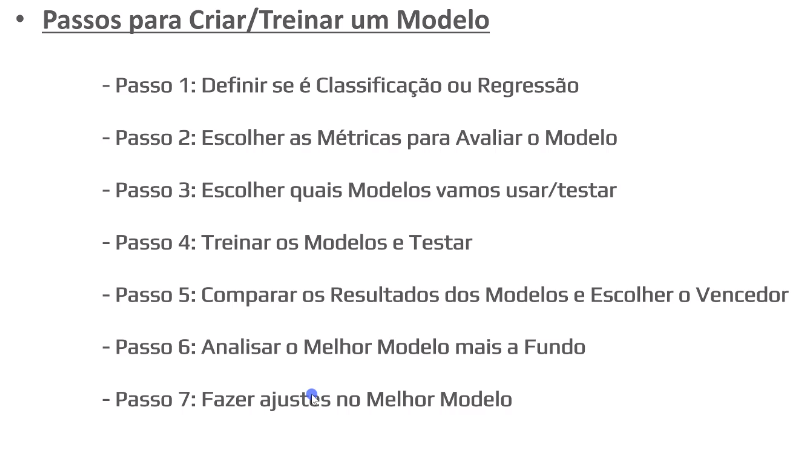 • Passos para Criar/Treinar um Modelo
- Passo 1: Definir se é Classificação ou Regressão
- Passo 2: Escolher as Métricas para Avaliar o Modelo
- Passo 3: Escolher quais Modelos vamos usar/testar
- Passo 4: Treinar os Modelos e Testar
- Passo 5: Comparar os Resultados dos Modelos e Escolher o Vencedor
- Passo 6: Analisar o Melhor Modelo mais a Fundo
- Passo 7: Fazer ajustes no Melhor Modelo